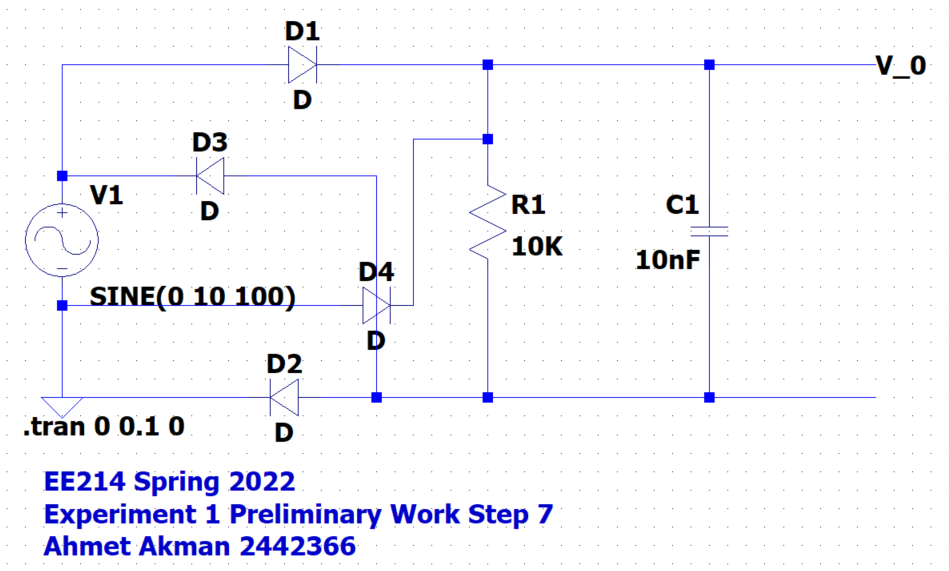 D1
D
V_0
D3
D
V1
+
R1
10K
C1
10nF
D4
D
−
SINE(0 10 100)
D2
D
.tran 0 0.1 0
EE214 Spring 2022
Experiment 1 Preliminary Work Step 7
Ahmet Akman 2442366